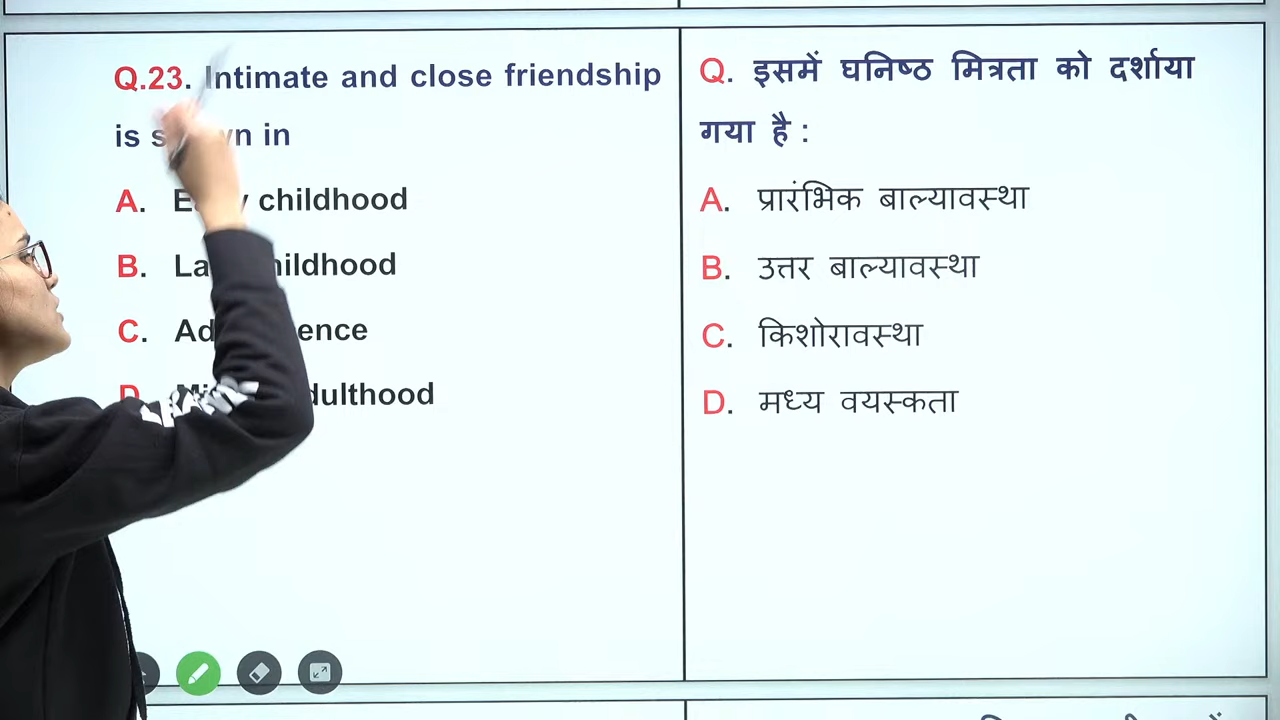 Q.23. Intimate and close friendship
is in
A. childhood
B.
C.
D.
Q. इसमें घनिष्ठ मित्रता को दर्शाया
गया है :
A. प्रारंभिक बाल्यावस्था
B. उत्तर बाल्यावस्था
C. किशोरावस्था
D. मध्य वयस्कता